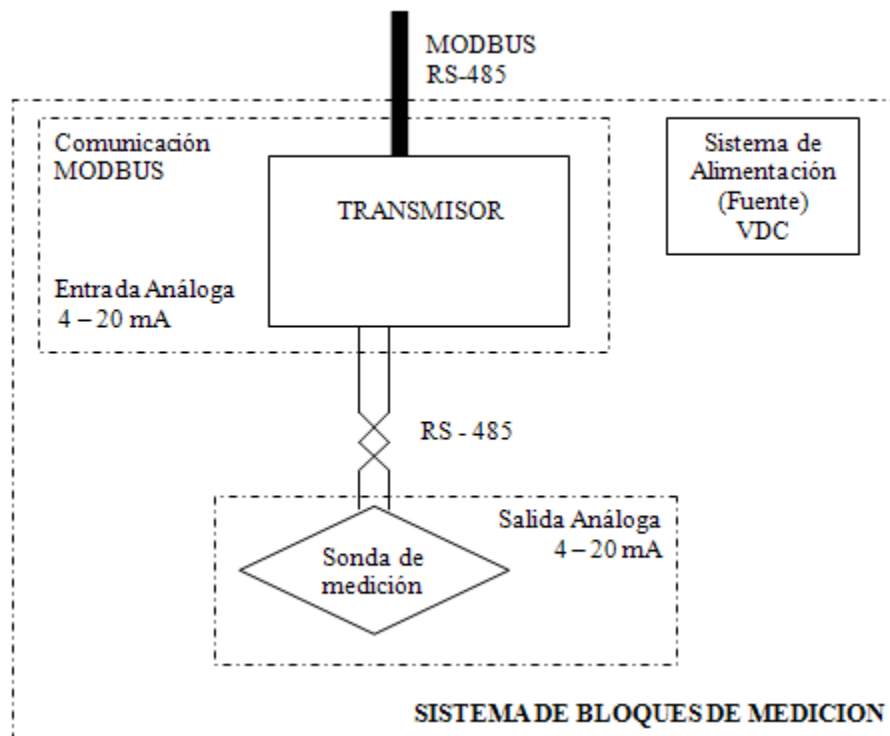 MODBUS
RS-485
Comunicación
MODBUS
TRANSMISOR
Entrada Análoga
4 – 20 mA
Sistema de
Alimentación
(Fuente)
VDC
RS - 485
Salida Análoga
4 – 20 mA
Sonda de
medición
SISTEMA DE BLOQUES DE MEDICION